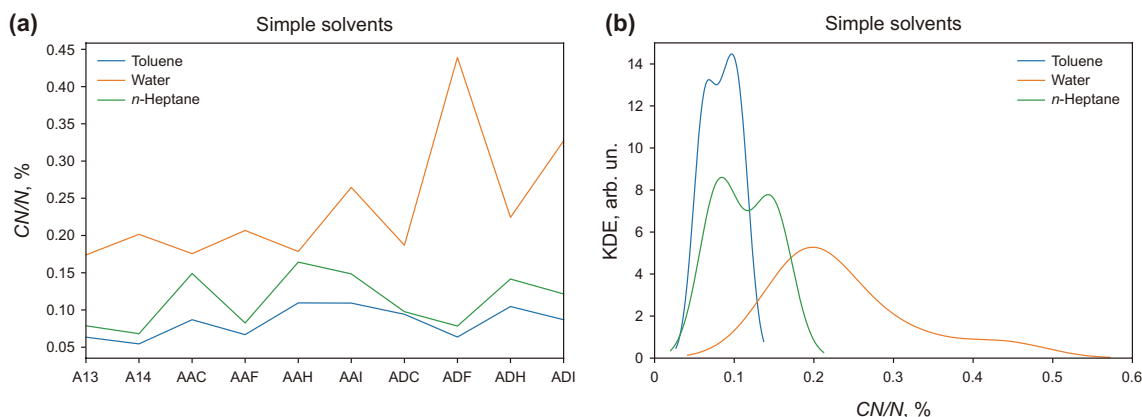 (a)
Simple solvents
Toluene
Water
n-Heptane
CN/N, %
0.45
0.40
0.35
0.30
0.25
0.20
0.15
0.10
0.05
A13 A14 AAC AAF AAH AAI ADC ADF ADH ADI
(b)
Simple solvents
Toluene
Water
n-Heptane
KDE, arb. un.
14
12
10
8
6
4
2
0
0 0.1 0.2 0.3 0.4 0.5 0.6
CN/N, %